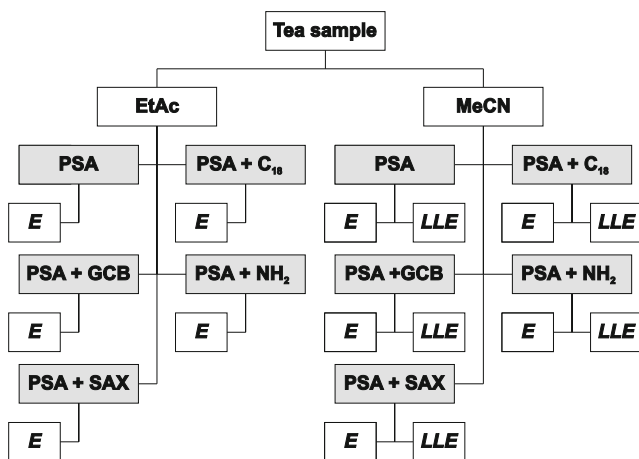 Tea sample
EtAc MeCN
PSA PSA + C₁₈ PSA PSA + C₁₈
E E E LLE E LLE
PSA + GCB PSA + NH₂ PSA +GCB PSA + NH₂
E E E LLE E LLE
PSA + SAX PSA + SAX
E E LLE